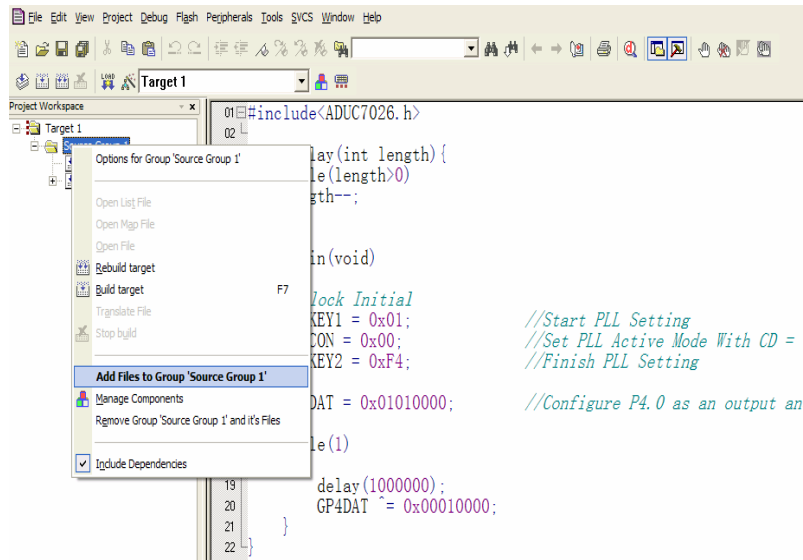 File Edit View Project Debug Flash Peripherals Tools SVCS Window Help
LOAD
Target 1
Project Workspace
Target 1
Options for Group 'Source Group 1'
Open List File
Open Map File
Open File
Rebuild target
Build target F7
Translate File
Stop build
Add Files to Group 'Source Group 1'
Manage Components
Remove Group 'Source Group 1' and it's Files
Include Dependencies
01 #include<ADUC7026.h>
02
lay(int length){
le(length>0)
gth--;
in(void)
lock Initial
KEY1 = 0x01; //Start PLL Setting
CON = 0x00; //Set PLL Active Mode With CD =
KEY2 = 0xF4; //Finish PLL Setting
DAT = 0x01010000; //Configure P4.0 as an output an
le(1)
19 delay(1000000);
20 GP4DAT ^= 0x00010000;
21 }
22 }